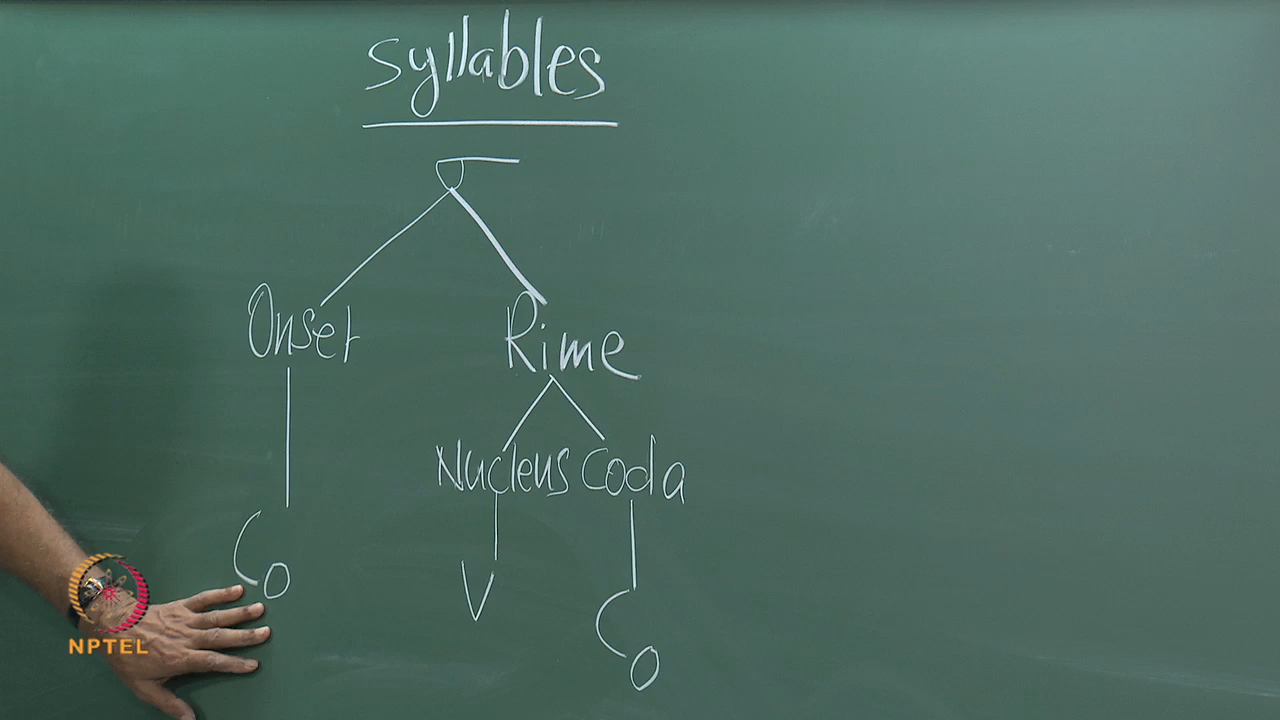 Syllables
σ
Onset Rime
Nucleus Coda
C₀ V C₀
NPTEL